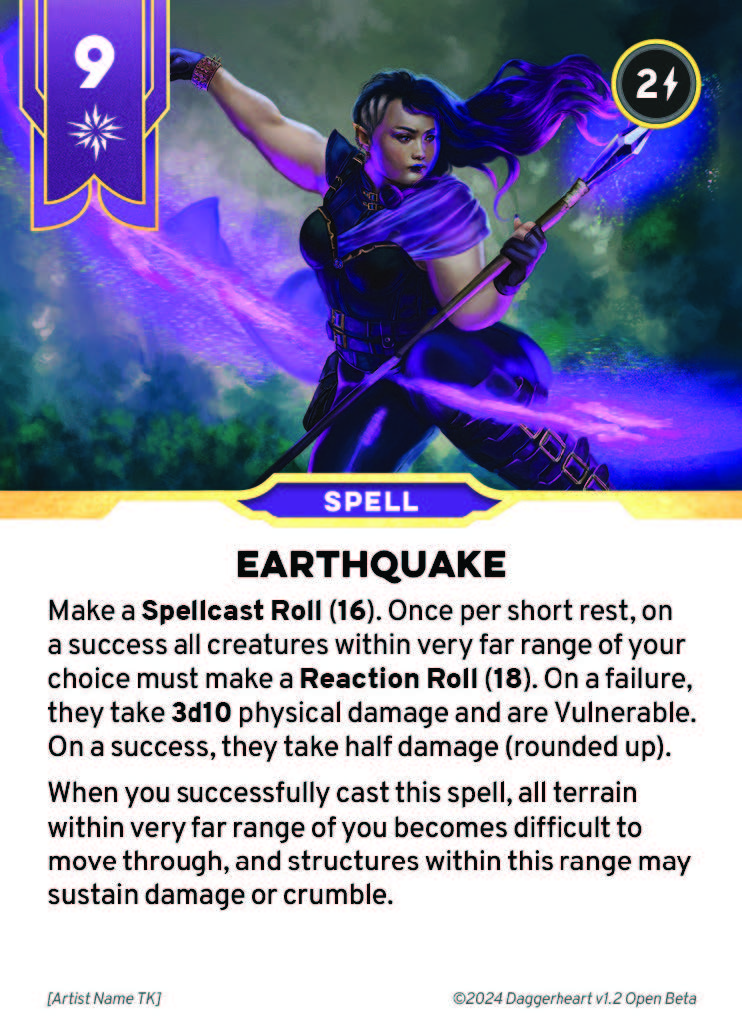 9
2
SPELL
EARTHQUAKE
Make a Spellcast Roll (16). Once per short rest, on
a success all creatures within very far range of your
choice must make a Reaction Roll (18). On a failure,
they take 3d10 physical damage and are Vulnerable.
On a success, they take half damage (rounded up).
When you successfully cast this spell, all terrain
within very far range of you becomes difficult to
move through, and structures within this range may
sustain damage or crumble.
[Artist Name TK]
©2024 Daggerheart v1.2 Open Beta